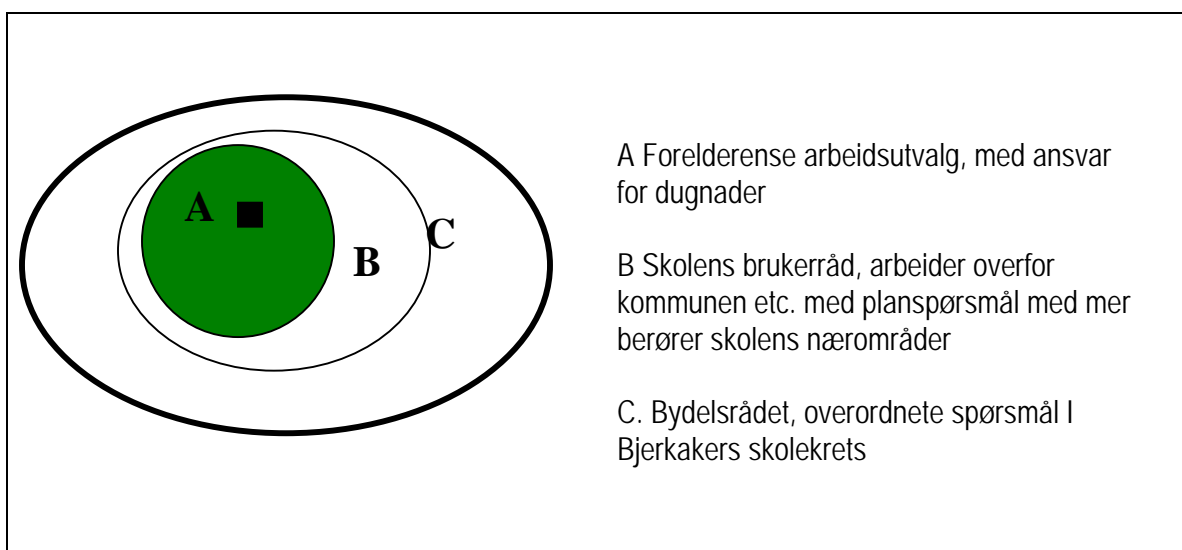 A
B
C
A Forelderense arbeidsutvalg, med ansvar
for dugnader
B Skolens brukerråd, arbeider overfor
kommunen etc. med planspørsmål med mer
berører skolens nærområder
C. Bydelsrådet, overordnete spørsmål I
Bjerkakers skolekrets